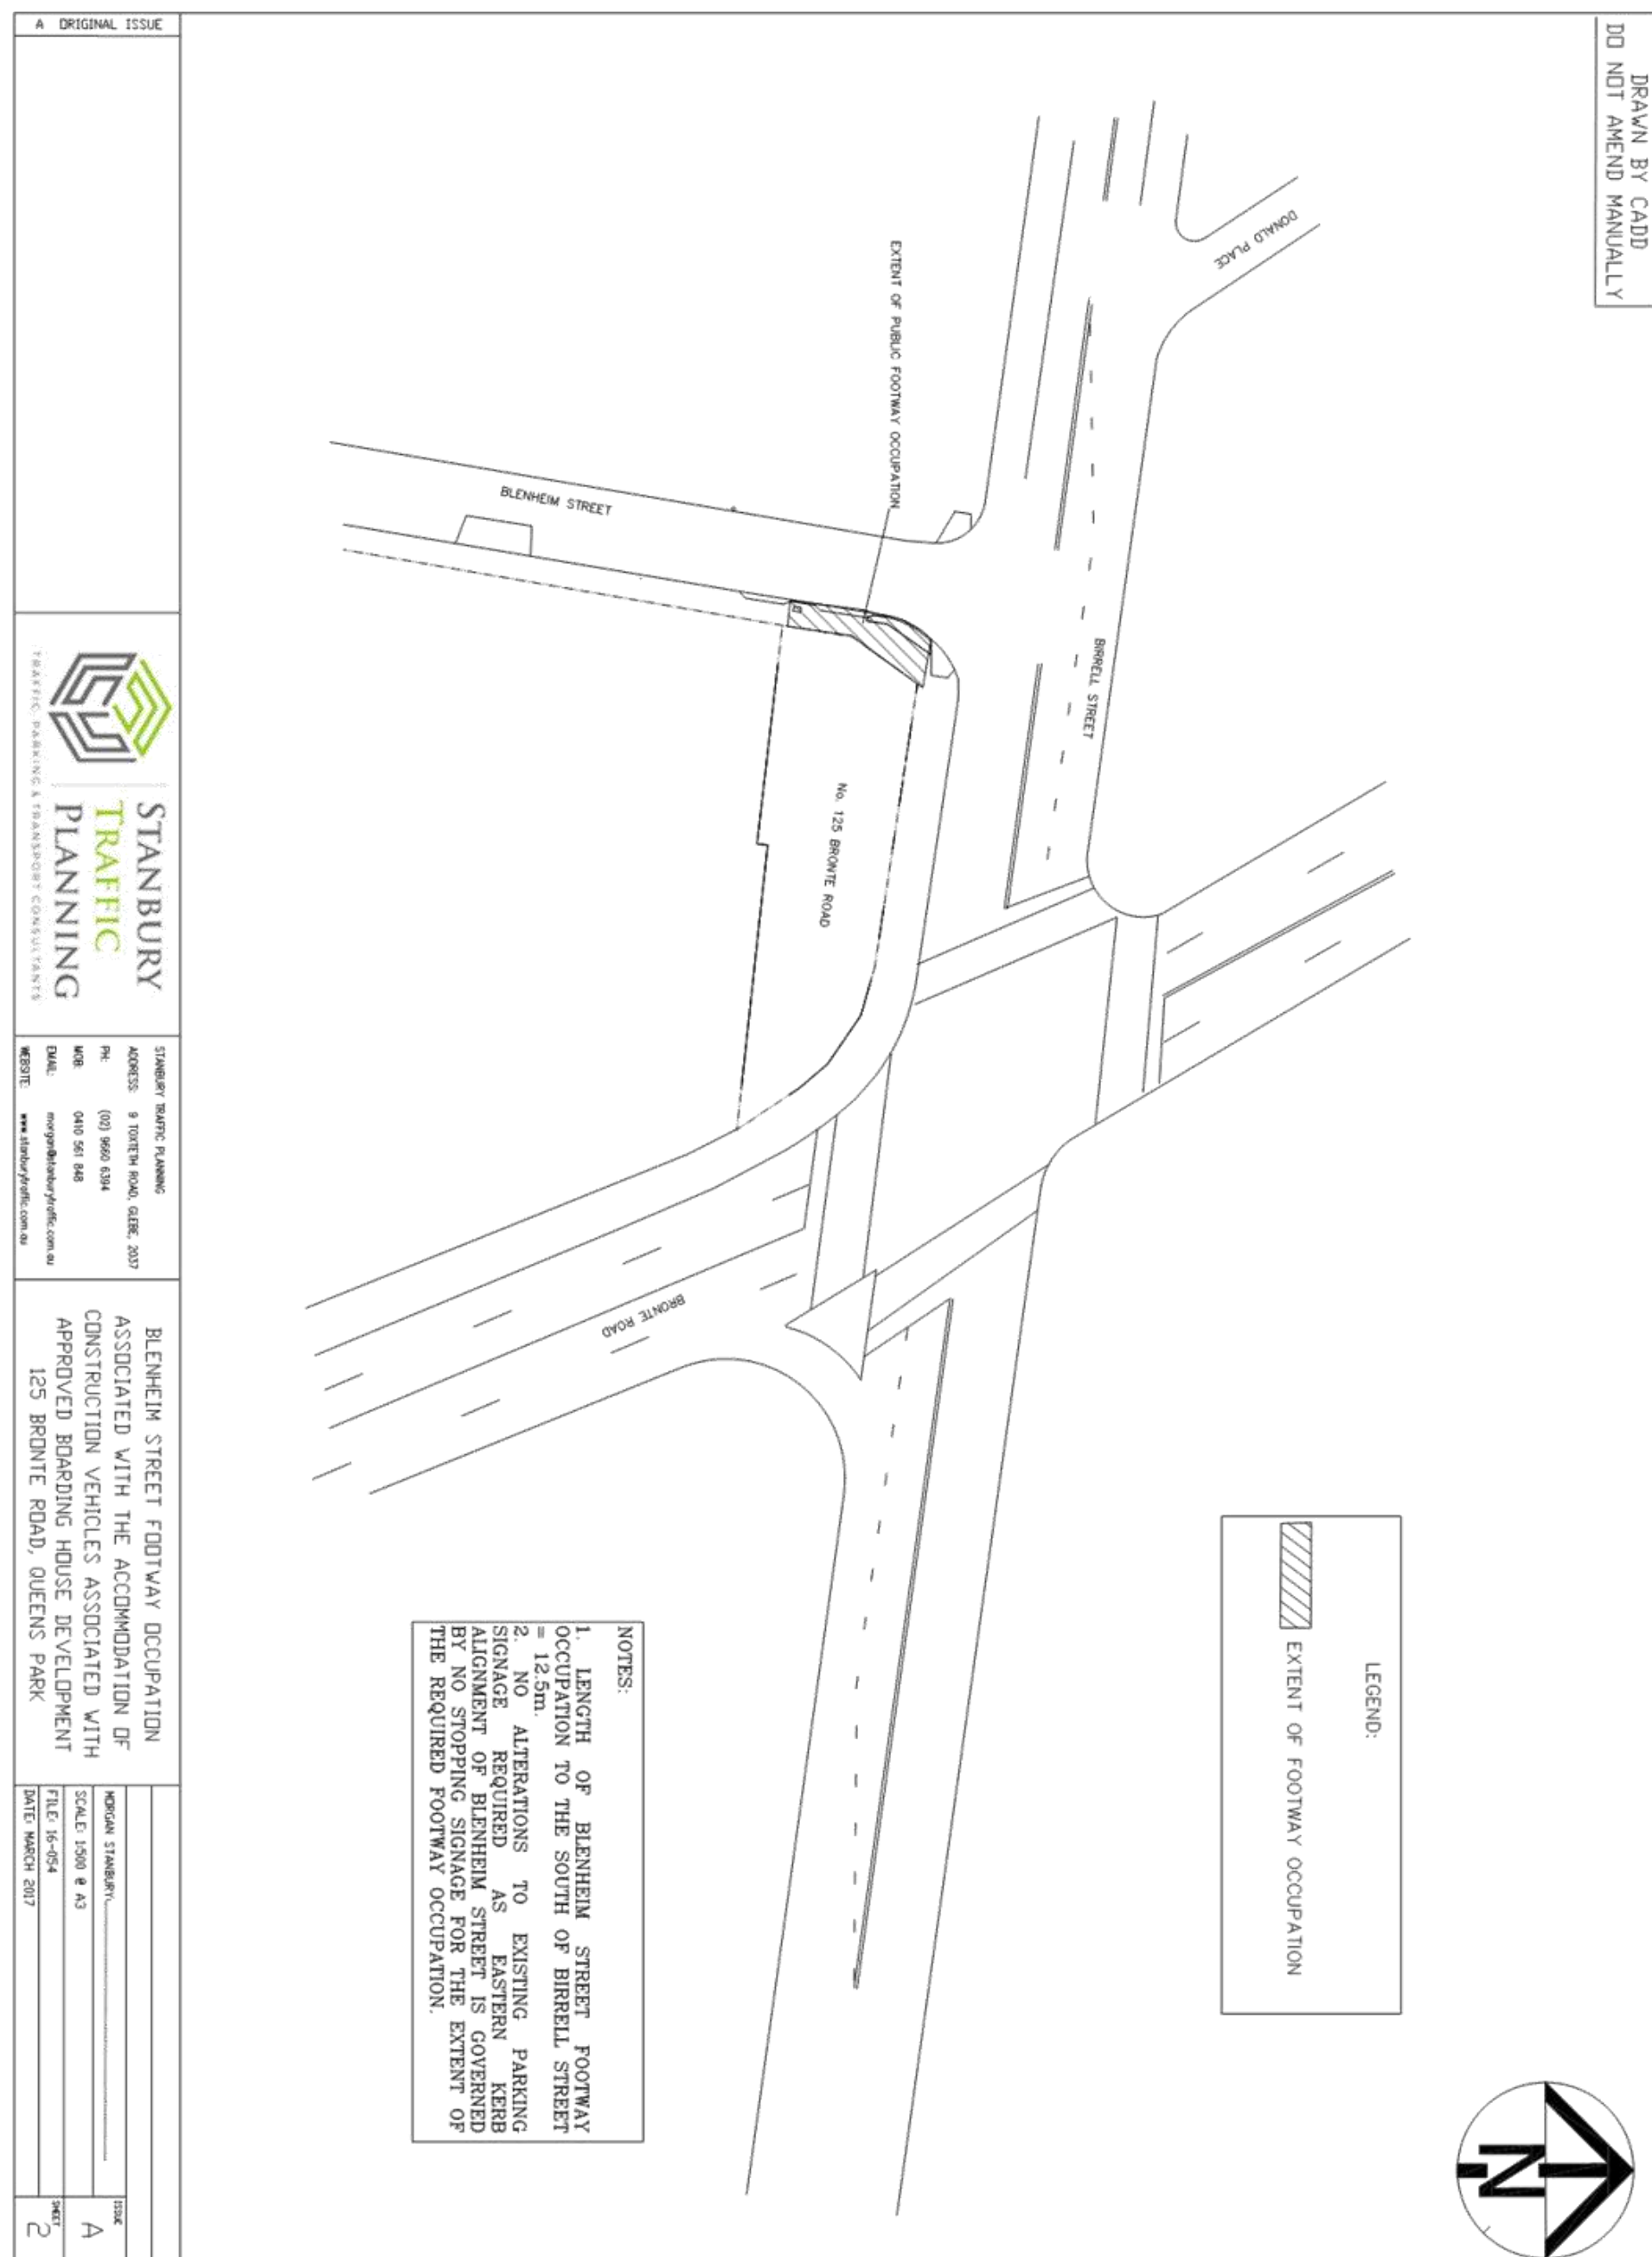 DRAWN BY CADD
DO NOT AMEND MANUALLY
DONALD PLACE
EXTENT OF PUBLIC FOOTWAY OCCUPATION
BLENHEIM STREET
BIRRELL STREET
No. 125 BRONTE ROAD
BRONTE ROAD
LEGEND:
EXTENT OF FOOTWAY OCCUPATION
NOTES:
1. LENGTH OF BLENHEIM STREET FOOTWAY
OCCUPATION TO THE SOUTH OF BIRRELL STREET
= 12.5m.
2. NO ALTERATIONS TO EXISTING PARKING
SIGNAGE REQUIRED AS EASTERN KERB
ALIGNMENT OF BLENHEIM STREET IS GOVERNED
BY NO STOPPING SIGNAGE FOR THE EXTENT OF
THE REQUIRED FOOTWAY OCCUPATION.
N
A ORIGINAL ISSUE
STANBURY
TRAFFIC
PLANNING
TRAFFIC, PARKING & TRANSPORT CONSULTANTS
STANBURY TRAFFIC PLANNING
ADDRESS: 9 TOXTETH ROAD, GLEBE, 2037
PH: (02) 9660 6394
MOB: 0410 561 848
EMAIL: morgan@stanburytraffic.com.au
WEBSITE: www.stanburytraffic.com.au
BLENHEIM STREET FOOTWAY OCCUPATION
ASSOCIATED WITH THE ACCOMMODATION OF
CONSTRUCTION VEHICLES ASSOCIATED WITH
APPROVED BOARDING HOUSE DEVELOPMENT
125 BRONTE ROAD, QUEENS PARK
MORGAN STANBURY:
SCALE: 1:500 @ A3
FILE: 16-054
DATE: MARCH 2017
ISSUE
A
SHEET
2